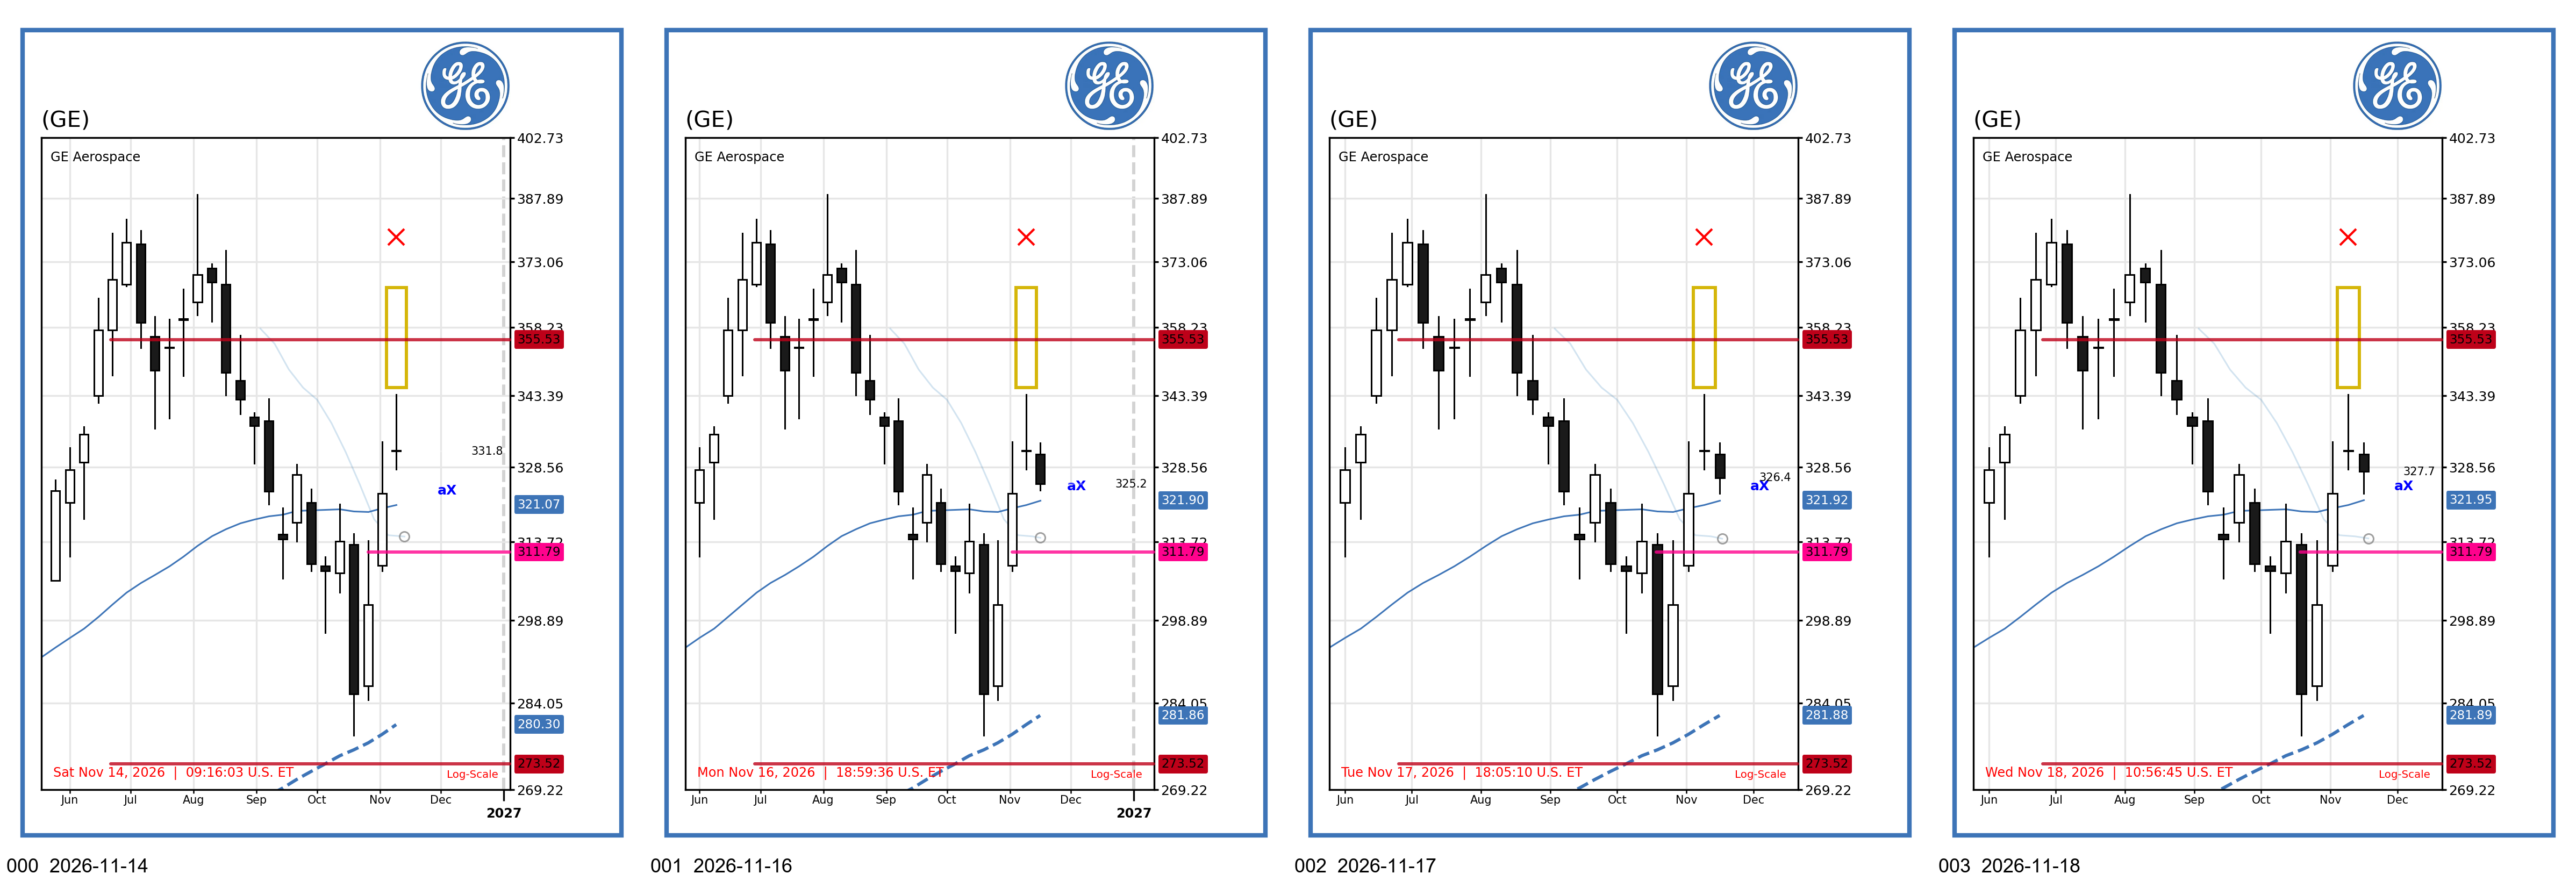 GE
(GE)
GE Aerospace
402.73
387.89
373.06
358.23
355.53
343.39
331.8
328.56
aX
321.07
313.72
311.79
298.89
284.05
280.30
273.52
Sat Nov 14, 2026 | 09:16:03 U.S. ET
Log-Scale
269.22
Jun Jul Aug Sep Oct Nov Dec
2027
000 2026-11-14
GE
(GE)
GE Aerospace
402.73
387.89
373.06
358.23
355.53
343.39
328.56
325.2
aX
321.90
313.72
311.79
298.89
284.05
281.86
273.52
Mon Nov 16, 2026 | 18:59:36 U.S. ET
Log-Scale
269.22
Jun Jul Aug Sep Oct Nov Dec
2027
001 2026-11-16
GE
(GE)
GE Aerospace
402.73
387.89
373.06
358.23
355.53
343.39
328.56
326.4
aX
321.92
313.72
311.79
298.89
284.05
281.88
273.52
Tue Nov 17, 2026 | 18:05:10 U.S. ET
Log-Scale
269.22
Jun Jul Aug Sep Oct Nov Dec
002 2026-11-17
GE
(GE)
GE Aerospace
402.73
387.89
373.06
358.23
355.53
343.39
328.56
327.7
aX
321.95
313.72
311.79
298.89
284.05
281.89
273.52
Wed Nov 18, 2026 | 10:56:45 U.S. ET
Log-Scale
269.22
Jun Jul Aug Sep Oct Nov Dec
003 2026-11-18